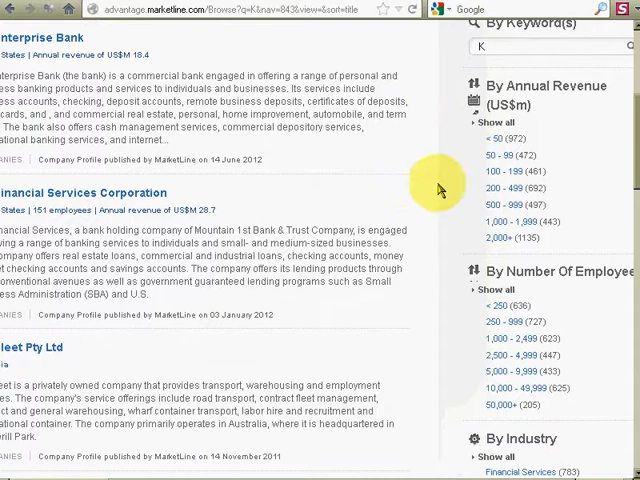 advantage.marketline.com/Browse?q=K&nav=843&view=&sort=title
Google
nterprise Bank
States | Annual revenue of US$M 18.4
terprise Bank (the bank) is a commercial bank engaged in offering a range of personal and
ess banking products and services to individuals and businesses. Its services include
ess accounts, checking, deposit accounts, remote business deposits, certificates of deposits,
cards, and , and commercial real estate, personal, home improvement, automobile, and term
The bank also offers cash management services, commercial depository services,
ational banking services, and internet...
ANIES | Company Profile published by MarketLine on 14 June 2012
inancial Services Corporation
States | 151 employees | Annual revenue of US$M 28.7
nancial Services, a bank holding company of Mountain 1st Bank & Trust Company, is engaged
ving a range of banking services to individuals and small- and medium-sized businesses.
ompany offers real estate loans, commercial and industrial loans, checking accounts, money
et checking accounts and savings accounts. The company offers its lending products through
onventional avenues as well as government guaranteed lending programs such as Small
ess Administration (SBA) and U.S.
ANIES | Company Profile published by MarketLine on 03 January 2012
leet Pty Ltd
ia
eet is a privately owned company that provides transport, warehousing and employment
es. The company's service offerings include road transport, contract fleet management,
ct and general warehousing, wharf container transport, labor hire and recruitment and
ational container. The company primarily operates in Australia, where it is headquartered in
erill Park.
ANIES | Company Profile published by MarketLine on 14 November 2011
By Keyword(s)
K
By Annual Revenue
(US$m)
Show all
< 50 (972)
50 - 99 (472)
100 - 199 (461)
200 - 499 (692)
500 - 999 (497)
1,000 - 1,999 (443)
2,000+ (1135)
By Number Of Employee
Show all
< 250 (636)
250 - 999 (727)
1,000 - 2,499 (623)
2,500 - 4,999 (447)
5,000 - 9,999 (433)
10,000 - 49,999 (625)
50,000+ (205)
By Industry
Show all
Financial Services (783)